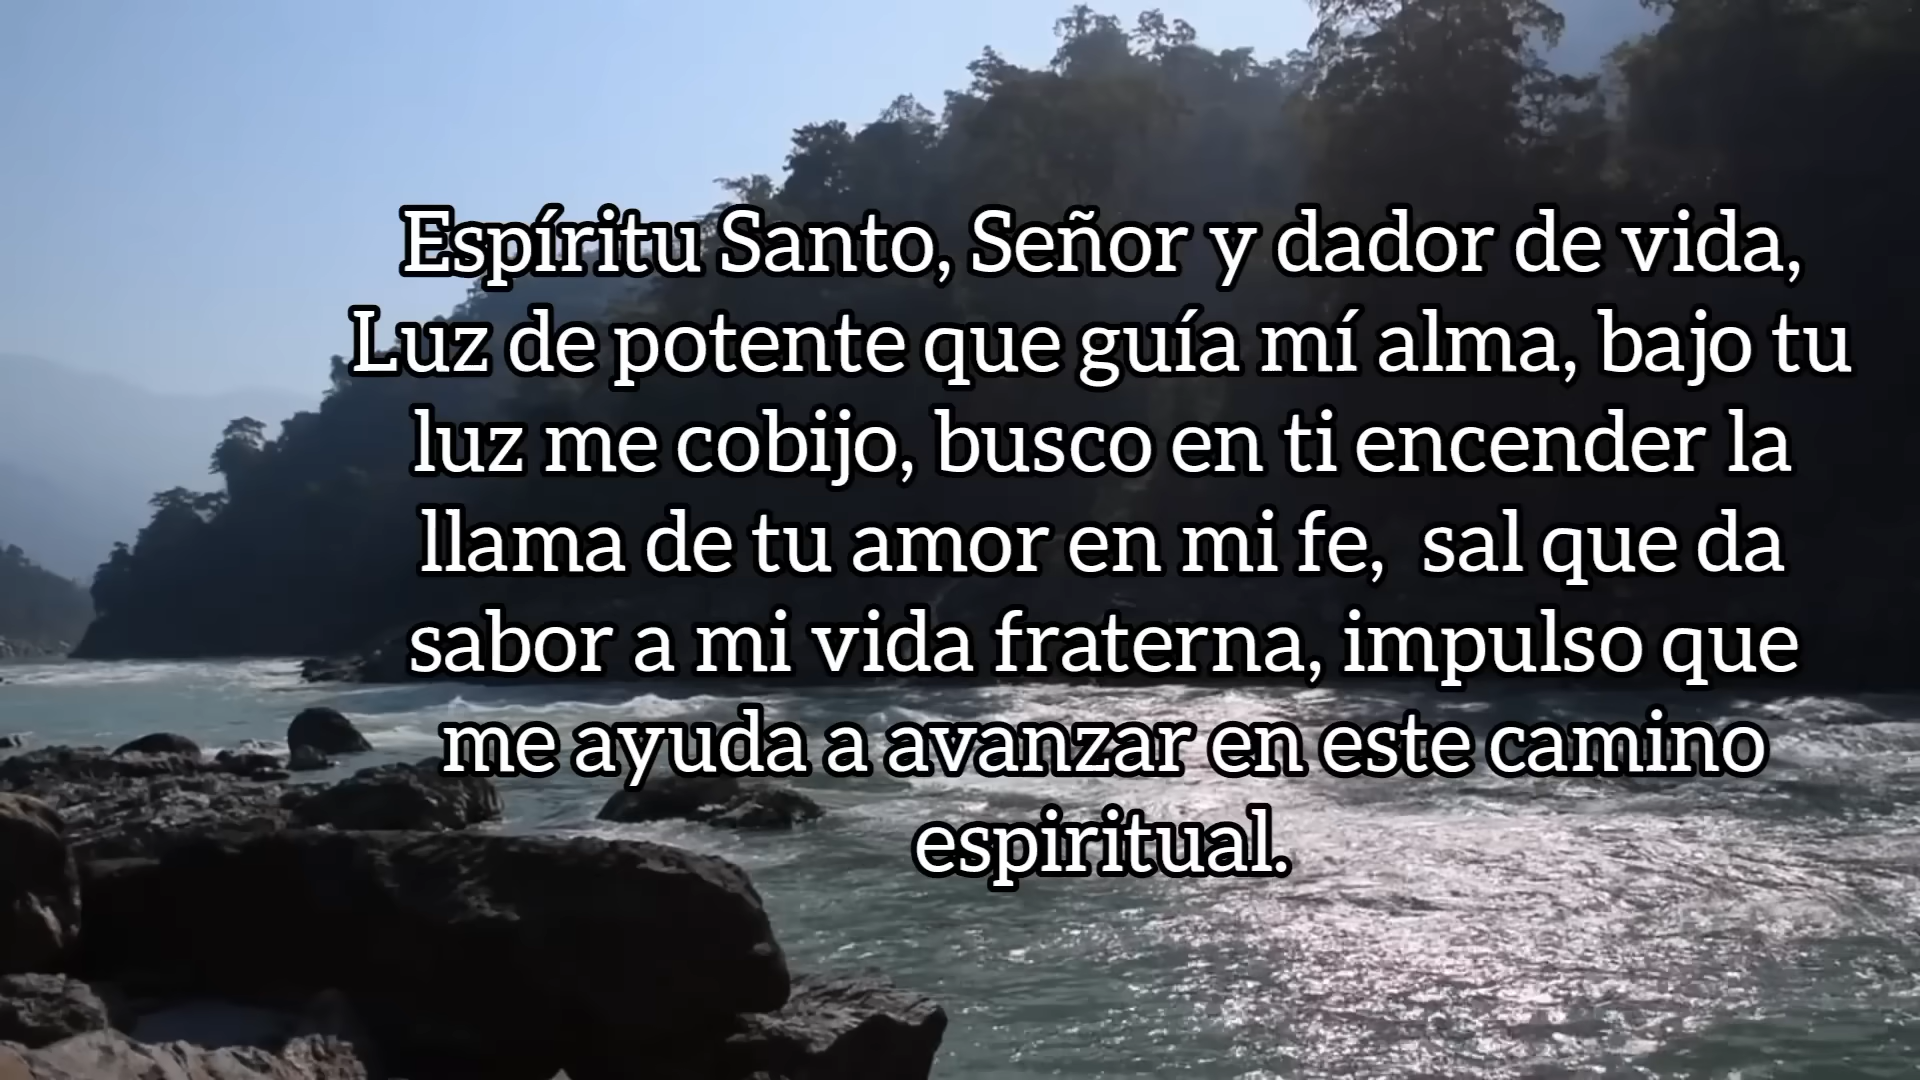 Espíritu Santo, Señor y dador de vida,
Luz de potente que guía mí alma, bajo tu
luz me cobijo, busco en ti encender la
llama de tu amor en mi fe,  sal que da
sabor a mi vida fraterna, impulso que
me ayuda a avanzar en este camino
espiritual.